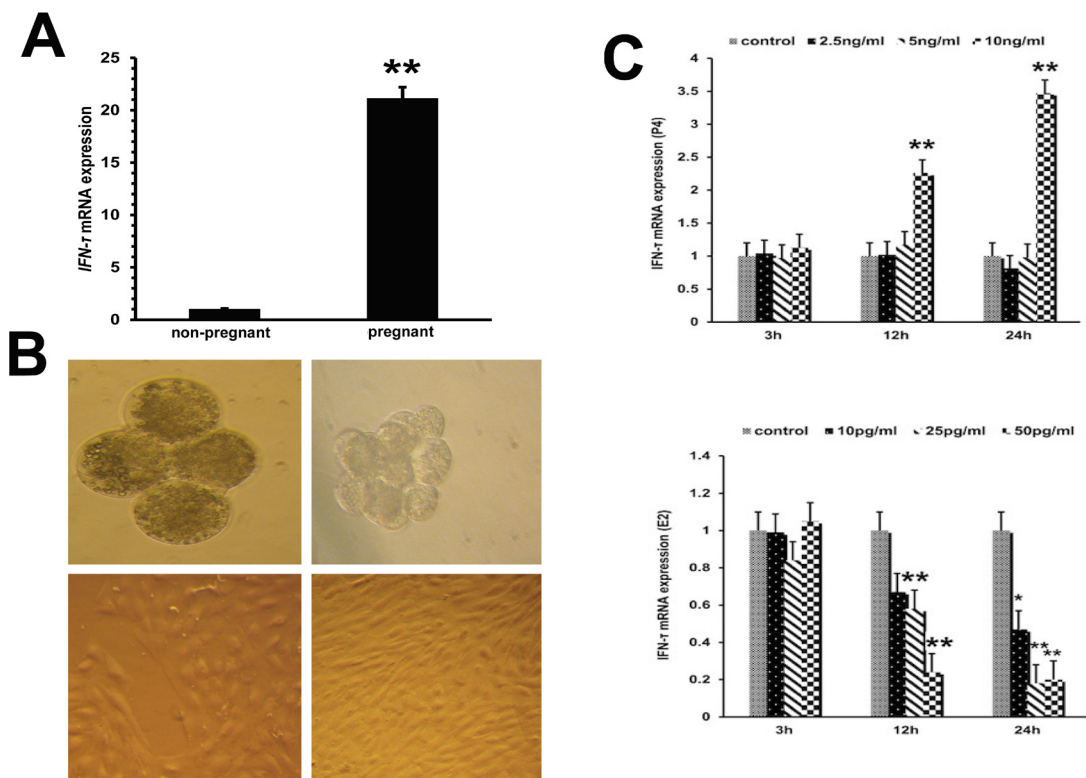 A
25
20
15
10
5
0
IFN-τ mRNA expression
**
non-pregnant
pregnant
B
C
control 2.5ng/ml 5ng/ml 10ng/ml
4
3.5
3
2.5
2
1.5
1
0.5
0
IFN-τ mRNA expression (P4)
**
**
3h
12h
24h
control 10pg/ml 25pg/ml 50pg/ml
1.4
1.2
1
0.8
0.6
0.4
0.2
0
IFN-τ mRNA expression (E2)
**
**
*
**
**
3h
12h
24h